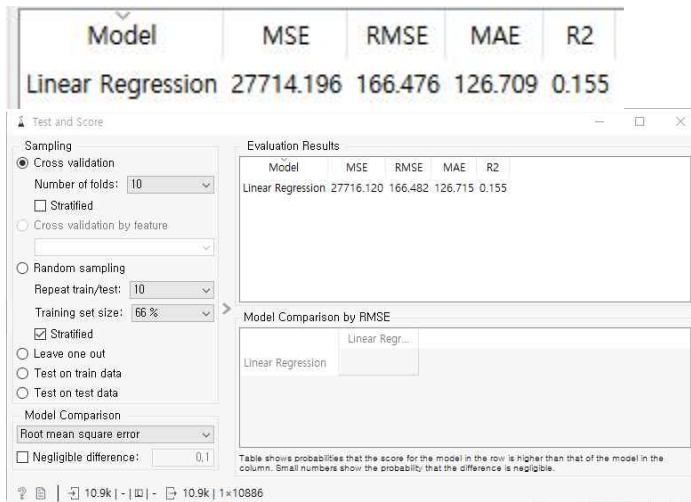 Model MSE RMSE MAE R2
Linear Regression 27714.196 166.476 126.709 0.155
Test and Score
Sampling
Cross validation
Number of folds: 10
Stratified
Cross validation by feature
Random sampling
Repeat train/test: 10
Training set size: 66 %
Stratified
Leave one out
Test on train data
Test on test data
Model Comparison
Root mean square error
Negligible difference: 0,1
Evaluation Results
Model MSE RMSE MAE R2
Linear Regression 27716.120 166.482 126.715 0.155
Model Comparison by RMSE
Linear Regr...
Linear Regression
Table shows probabilities that the score for the model in the row is higher than that of the model in the
column. Small numbers show the probability that the difference is negligible.
10.9k | - | - 10.9k | 1×10886